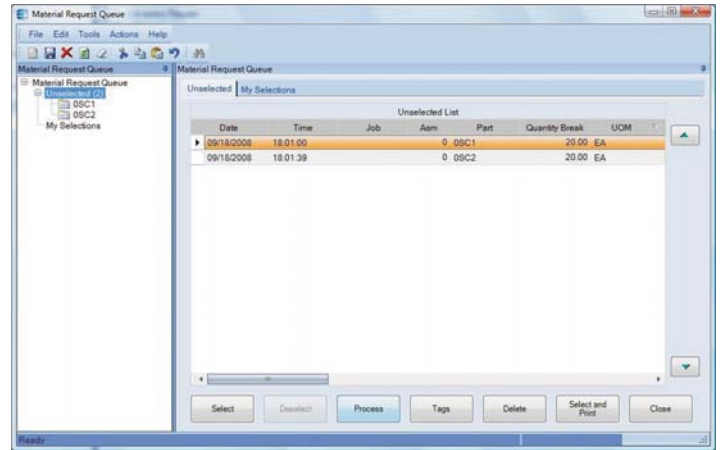 Material Request Queue
File Edit Tools Actions Help
Material Request Queue
Material Request Queue
Unselected (2)
0SC1
0SC2
My Selections
Material Request Queue
Unselected My Selections
Unselected List
Date Time Job Asm Part Quantity Break UOM
09/18/2008 18:01:00 0 0SC1 20.00 EA
09/18/2008 18:01:39 0 0SC2 20.00 EA
Select Deselect Process Tags Delete Select and Print Close
Ready